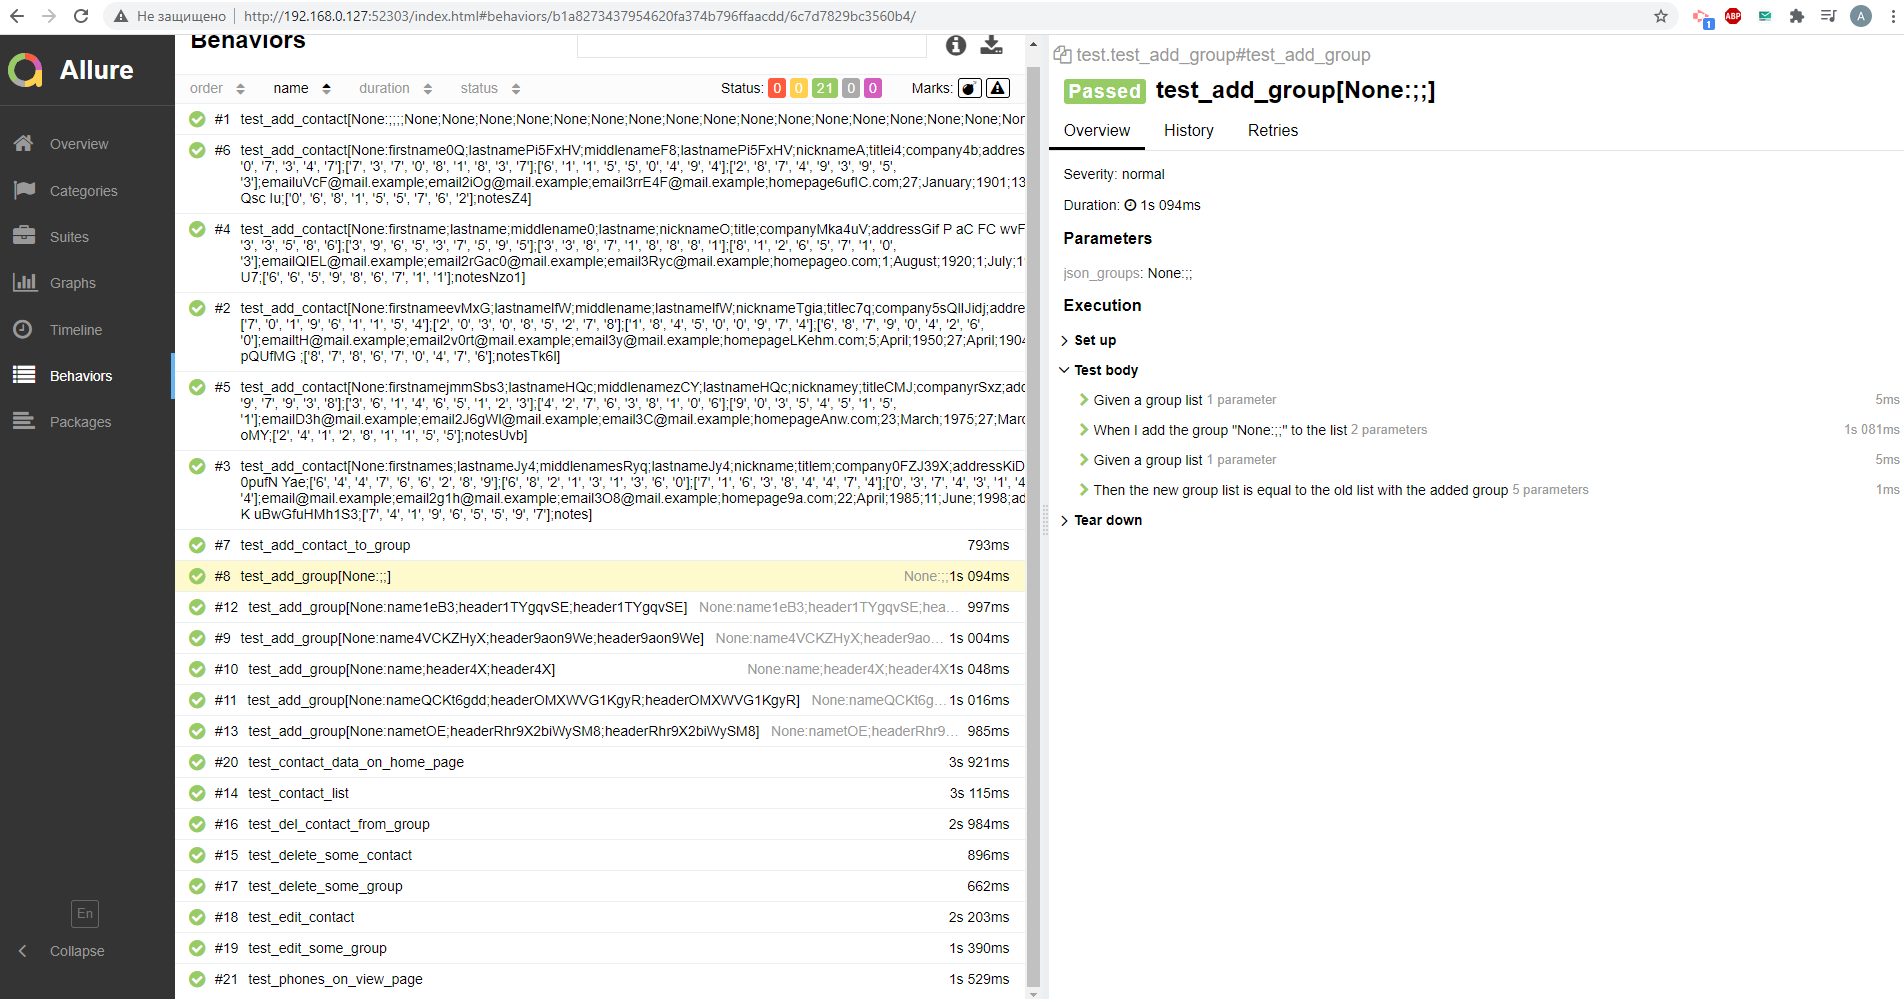 Не защищено | http://192.168.0.127:52303/index.html#behaviors/b1a8273437954620fa374b796ffaacdd/6c7d7829bc3560b4/
1
ABP
A
Allure
Overview
Categories
Suites
Graphs
Timeline
Behaviors
Packages
En
Collapse
Behaviors
order name duration status Status: 0 0 21 0 0 Marks:
#1 test_add_contact[None:;;;;None;None;None;None;None;None;None;None;None;None;None;None;None;None;None;None;Non
#6 test_add_contact[None:firstname0Q;lastnamePi5FxHV;middlenameF8;lastnamePi5FxHV;nicknameA;titlei4;company4b;addres
'0', '7', '3', '4', '7'];['7', '3', '7', '0', '8', '1', '8', '3', '7'];['6', '1', '1', '5', '5', '0', '4', '9', '4'];['2', '8', '7', '4', '9', '3', '9', '5',
'3'];emailuVcF@mail.example;email2iOg@mail.example;email3rrE4F@mail.example;homepage6ufIC.com;27;January;1901;13
Qsc Iu;['0', '6', '8', '1', '5', '5', '7', '6', '2'];notesZ4]
#4 test_add_contact[None:firstname;lastname;middlename0;lastname;nicknameO;title;companyMka4uV;addressGif P aC FC wvF
'3', '3', '5', '8', '6'];['3', '9', '6', '5', '3', '7', '5', '9', '5'];['3', '3', '8', '7', '1', '8', '8', '8', '1'];['8', '1', '2', '6', '5', '7', '1', '0',
'3'];emailQIEL@mail.example;email2rGac0@mail.example;email3Ryc@mail.example;homepageo.com;1;August;1920;1;July;1
U7;['6', '6', '5', '9', '8', '6', '7', '1', '1'];notesNzo1]
#2 test_add_contact[None:firstnameevMxG;lastnameIfW;middlename;lastnameIfW;nicknameTgia;titlec7q;company5sQIlJidj;addre
['7', '0', '1', '9', '6', '1', '1', '5', '4'];['2', '0', '3', '0', '8', '5', '2', '7', '8'];['1', '8', '4', '5', '0', '0', '9', '7', '4'];['6', '8', '7', '9', '0', '4', '2', '6',
'0'];emailtH@mail.example;email2v0rt@mail.example;email3y@mail.example;homepageLKehm.com;5;April;1950;27;April;1904
pQUfMG ;['8', '7', '8', '6', '7', '0', '4', '7', '6'];notesTk6I]
#5 test_add_contact[None:firstnamejmmSbs3;lastnameHQc;middlenamezCY;lastnameHQc;nicknamey;titleCMJ;companyrSxz;ad
'9', '7', '9', '3', '8'];['3', '6', '1', '4', '6', '5', '1', '2', '3'];['4', '2', '7', '6', '3', '8', '1', '0', '6'];['9', '0', '3', '5', '4', '5', '1', '5',
'1'];emailD3h@mail.example;email2J6gWl@mail.example;email3C@mail.example;homepageAnw.com;23;March;1975;27;Marc
oMY;['2', '4', '1', '2', '8', '1', '1', '5', '5'];notesUvb]
#3 test_add_contact[None:firstnames;lastnameJy4;middlenamesRyq;lastnameJy4;nickname;titlem;company0FZJ39X;addressKiD
0pufN Yae;['6', '4', '4', '7', '6', '6', '2', '8', '9'];['6', '8', '2', '1', '3', '1', '3', '6', '0'];['7', '1', '6', '3', '8', '4', '4', '7', '4'];['0', '3', '7', '4', '3', '1', '4
'4'];email@mail.example;email2g1h@mail.example;email3O8@mail.example;homepage9a.com;22;April;1985;11;June;1998;ad
K uBwGfuHMh1S3;['7', '4', '1', '9', '6', '5', '5', '9', '7'];notes]
#7 test_add_contact_to_group 793ms
#8 test_add_group[None:;;] None:;;1s 094ms
#12 test_add_group[None:name1eB3;header1TYgqvSE;header1TYgqvSE] None:name1eB3;header1TYgqvSE;hea... 997ms
#9 test_add_group[None:name4VCKZHyX;header9aon9We;header9aon9We] None:name4VCKZHyX;header9ao... 1s 004ms
#10 test_add_group[None:name;header4X;header4X] None:name;header4X;header4X1s 048ms
#11 test_add_group[None:nameQCKt6gdd;headerOMXWVG1KgyR;headerOMXWVG1KgyR] None:nameQCKt6g... 1s 016ms
#13 test_add_group[None:nametOE;headerRhr9X2biWySM8;headerRhr9X2biWySM8] None:nametOE;headerRhr9... 985ms
#20 test_contact_data_on_home_page 3s 921ms
#14 test_contact_list 3s 115ms
#16 test_del_contact_from_group 2s 984ms
#15 test_delete_some_contact 896ms
#17 test_delete_some_group 662ms
#18 test_edit_contact 2s 203ms
#19 test_edit_some_group 1s 390ms
#21 test_phones_on_view_page 1s 529ms
test.test_add_group#test_add_group
Passed test_add_group[None:;;]
Overview History Retries
Severity: normal
Duration: 1s 094ms
Parameters
json_groups: None:;;
Execution
Set up
Test body
Given a group list 1 parameter 5ms
When I add the group "None:;;" to the list 2 parameters 1s 081ms
Given a group list 1 parameter 5ms
Then the new group list is equal to the old list with the added group 5 parameters 1ms
Tear down